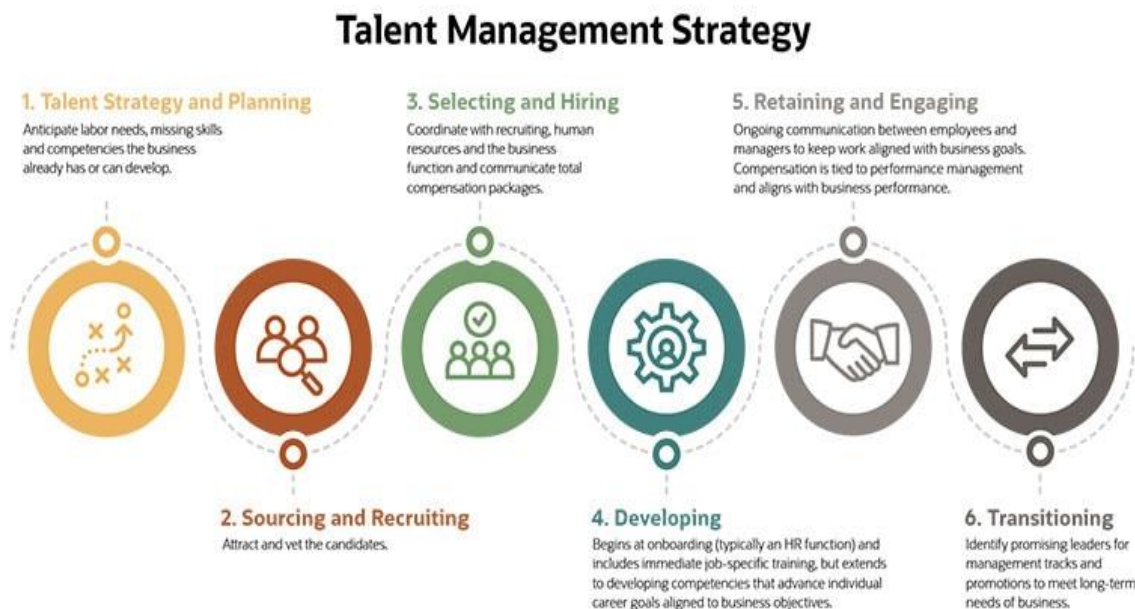 Talent Management Strategy
1. Talent Strategy and Planning
Anticipate labor needs, missing skills
and competencies the business
already has or can develop.
3. Selecting and Hiring
Coordinate with recruiting, human
resources and the business
function and communicate total
compensation packages.
5. Retaining and Engaging
Ongoing communication between employees and
managers to keep work aligned with business goals.
Compensation is tied to performance management
and aligns with business performance.
2. Sourcing and Recruiting
Attract and vet the candidates.
4. Developing
Begins at onboarding (typically an HR function) and
includes immediate job-specific training, but extends
to developing competencies that advance individual
career goals aligned to business objectives.
6. Transitioning
Identify promising leaders for
management tracks and
promotions to meet long-term
needs of business.